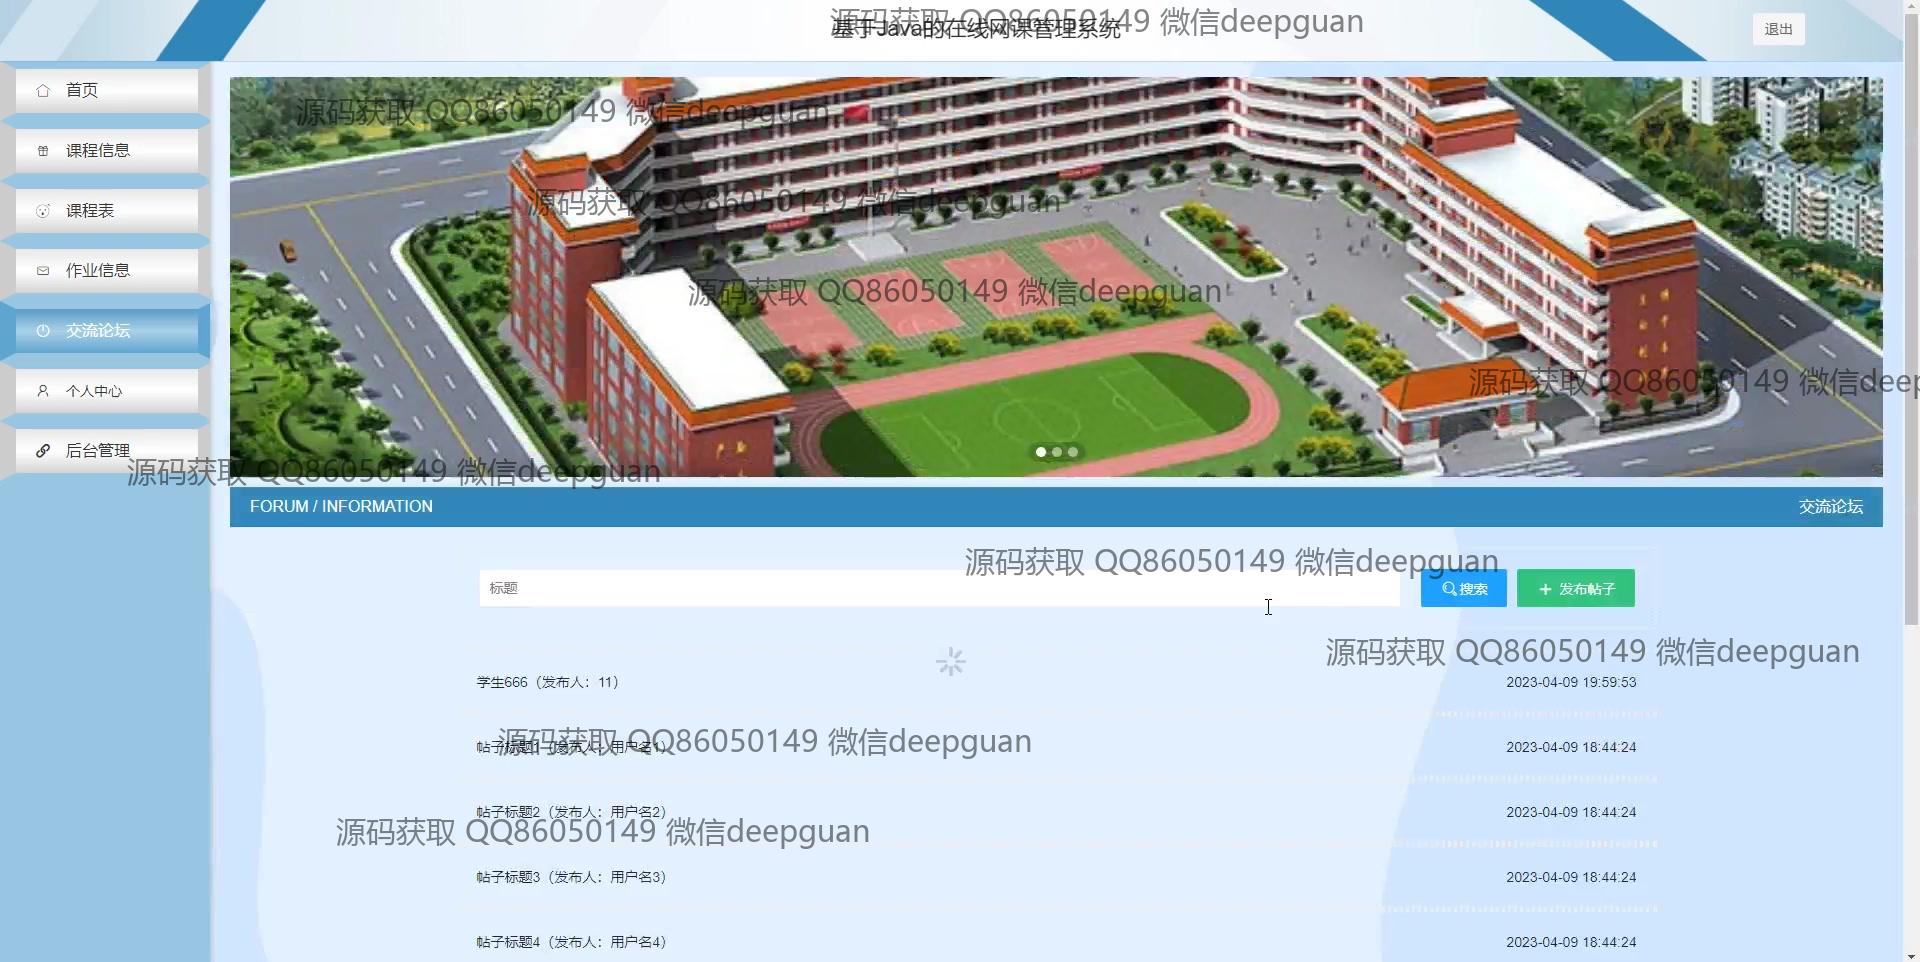 源码获取 QQ86050149 微信deepguan
基于Java的在线网课管理系统
退出
首页
课程信息
课程表
作业信息
交流论坛
个人中心
后台管理
源码获取 QQ86050149 微信deepguan
源码获取 QQ86050149 微信deepguan
源码获取 QQ86050149 微信deepguan
源码获取 QQ86050149 微信deep
源码获取 QQ86050149 微信deepguan
FORUM / INFORMATION
交流论坛
源码获取 QQ86050149 微信deepguan
标题
搜索
+ 发布帖子
源码获取 QQ86050149 微信deepguan
学生666（发布人：11） 2023-04-09 19:59:53
源码获取 QQ86050149 微信deepguan
帖子标题1（发布人：用户名1） 2023-04-09 18:44:24
帖子标题2（发布人：用户名2） 2023-04-09 18:44:24
源码获取 QQ86050149 微信deepguan
帖子标题3（发布人：用户名3） 2023-04-09 18:44:24
帖子标题4（发布人：用户名4） 2023-04-09 18:44:24